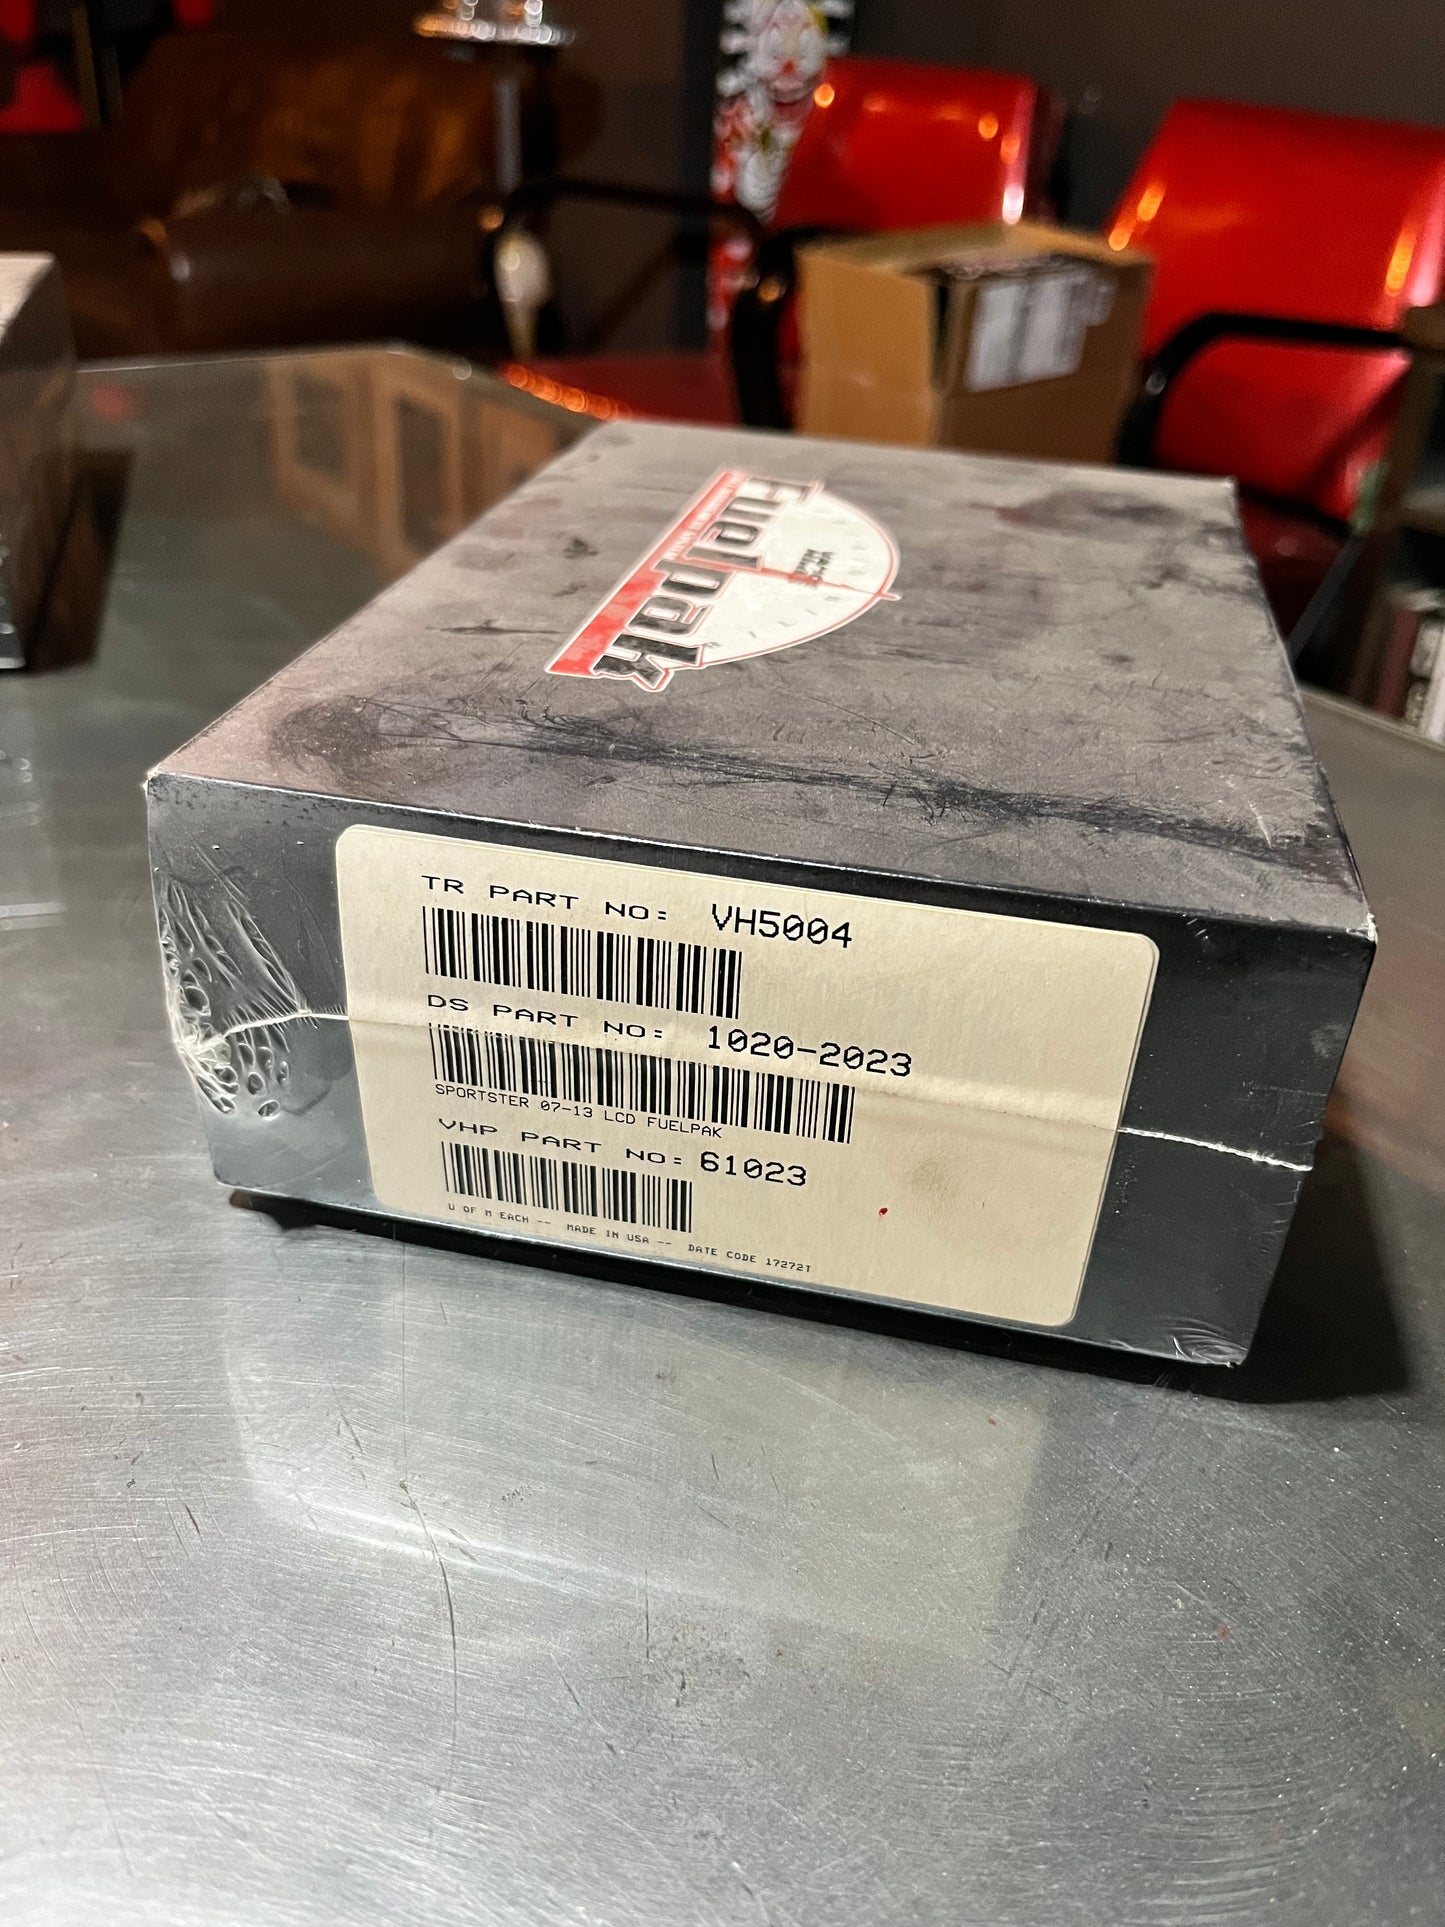 Fuelpak
TR PART NO: VH5004
DS PART NO: 1020-2023
SPORTSTER 07-13 LCD FUELPAK
VHP PART NO: 61023
U OF M EACH -- MADE IN USA -- DATE CODE 17272T